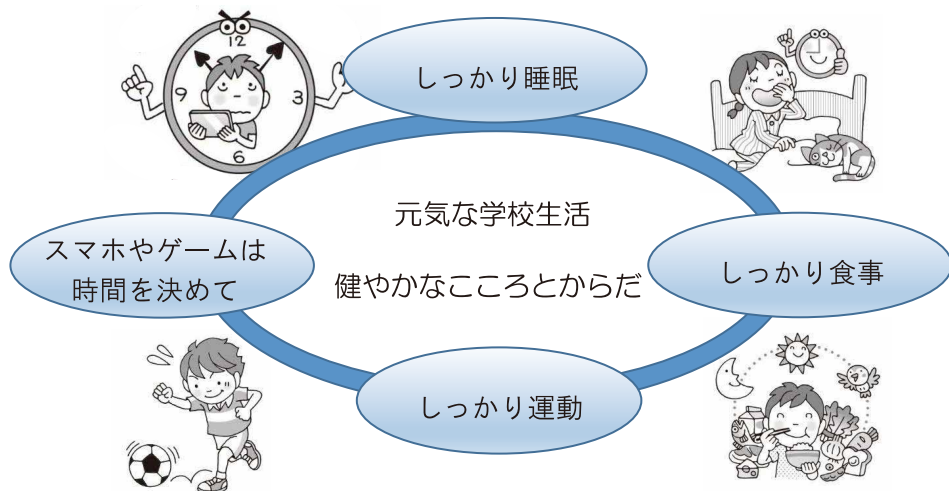 12
9
3
6
しっかり睡眠
元気な学校生活
健やかなこころとからだ
スマホやゲームは
時間を決めて
しっかり食事
しっかり運動